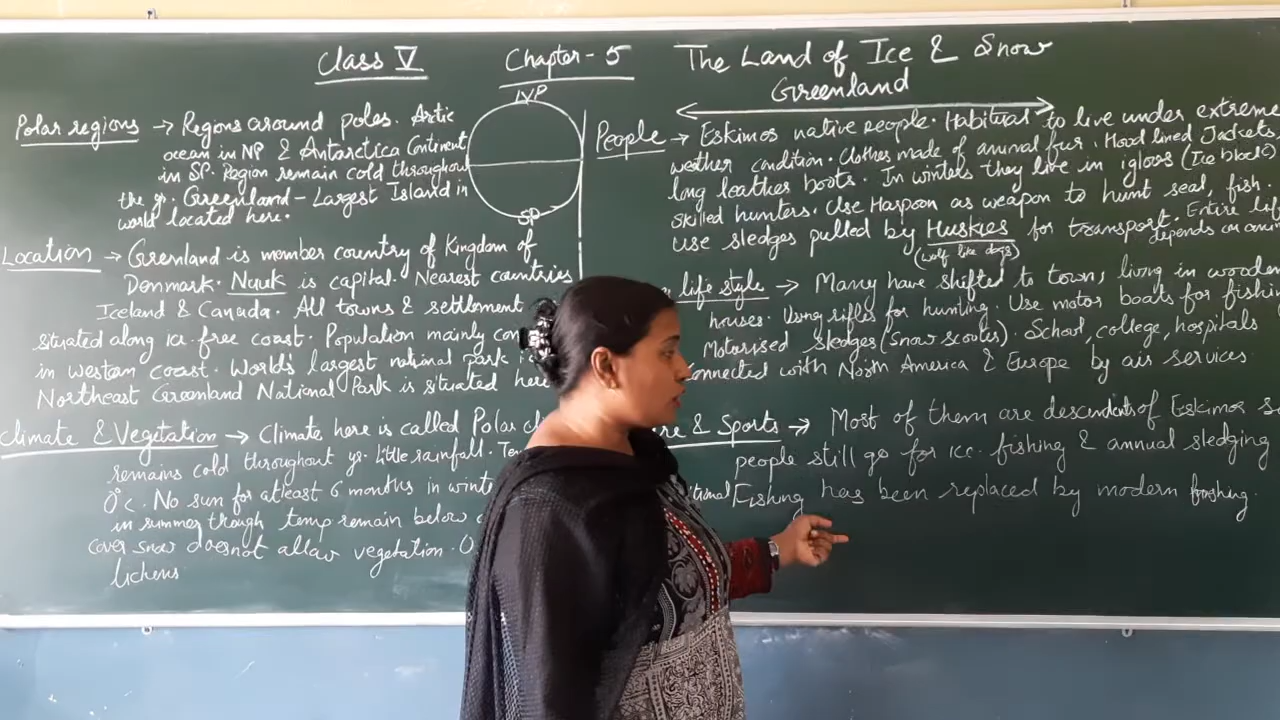 Class V
Chapter - 5
The Land of Ice & Snow
Greenland
Polar regions → Regions around poles. Arctic
ocean in NP & Antarctica Continent
in SP. Region remain cold throughout
the yr. Greenland - Largest Island in
world located here.
NP
SP
Location → Greenland is member country of Kingdom of
Denmark. Nuuk is capital. Nearest countries
Iceland & Canada. All towns & settlement
situated along ice free coast. Population mainly
in western coast. World's largest national park
Northeast Greenland National Park is situated here
Climate & Vegetation → Climate here is called Polar
remains cold throughout yr. Little rainfall.
0°c. No sun for atleast 6 months in
in summer though temp remain below
cover snow doesnot allow vegetation.
lichens
People → Eskimos native people. Habitual to live under extreme
weather condition. Clothes made of animal fur. Hood lined Jackets
long leather boots. In winters they live in igloos (Ice block)
skilled hunters. Use Harpoon as weapon to hunt seal, fish.
use sledges pulled by Huskies for transport. Entire
(wolf like dogs)
depends on
life style → Many have shifted to towns, living in wooden
houses. Using rifles for hunting. Use motor boats for
Motorised sledges (Snow scooter). School, college, hospitals
connected with North America & Europe by air services
& Sports → Most of them are descendents of Eskimos
people still go for ice fishing & annual sledging
Fishing has been replaced by modern fishing.